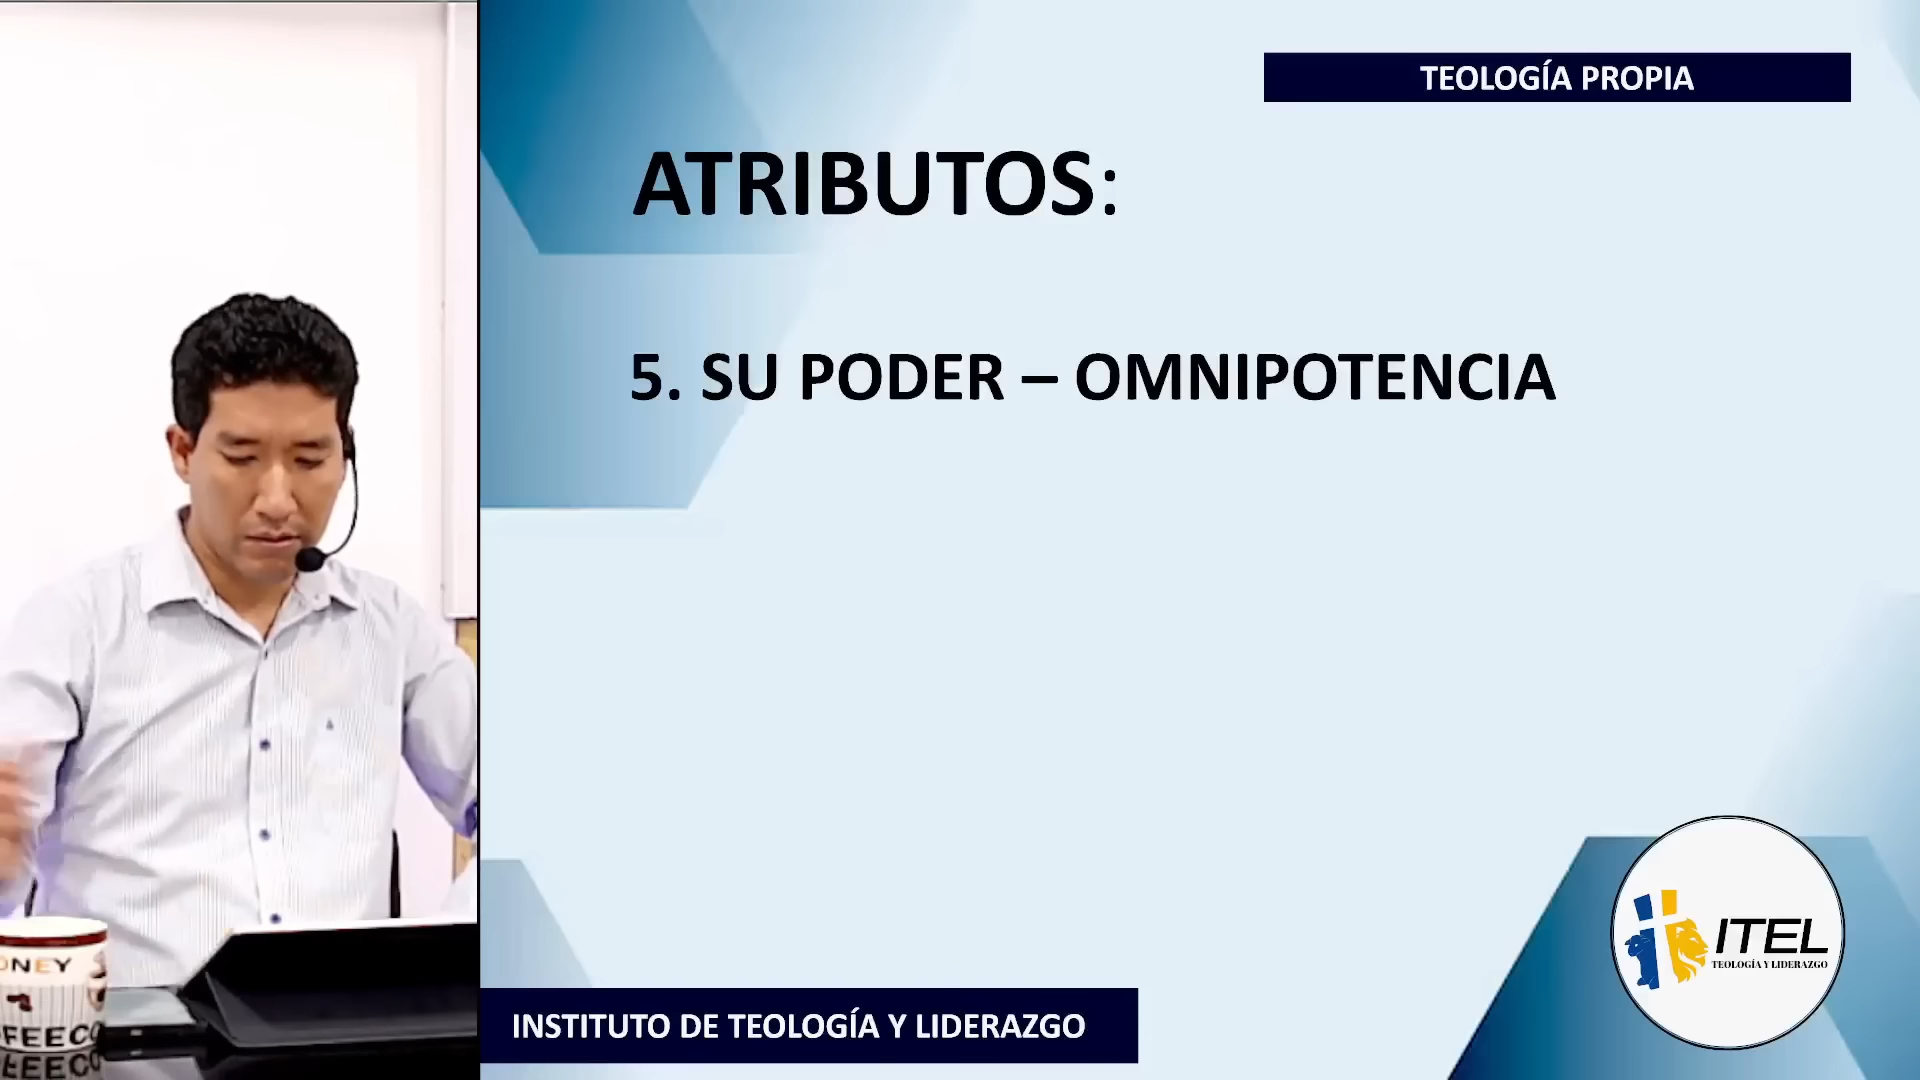 TEOLOGÍA PROPIA
ATRIBUTOS:
5. SU PODER – OMNIPOTENCIA
ITEL
TEOLOGÍA Y LIDERAZGO
INSTITUTO DE TEOLOGÍA Y LIDERAZGO